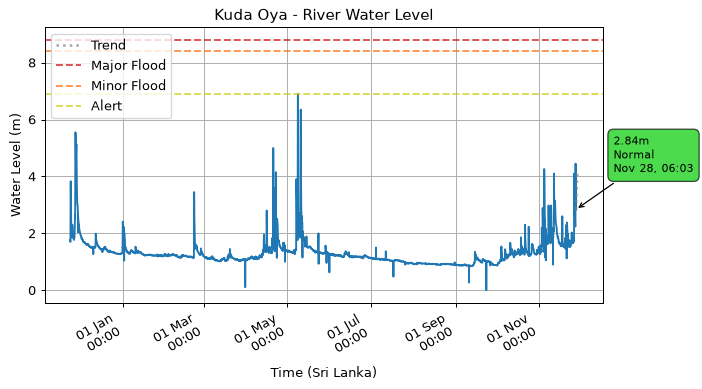 Kuda Oya - River Water Level
Trend
Major Flood
Minor Flood
Alert
Water Level (m)
8
6
4
2
0
2.84m
Normal
Nov 28, 06:03
01 Jan
00:00
01 Mar
00:00
01 May
00:00
01 Jul
00:00
01 Sep
00:00
01 Nov
00:00
Time (Sri Lanka)